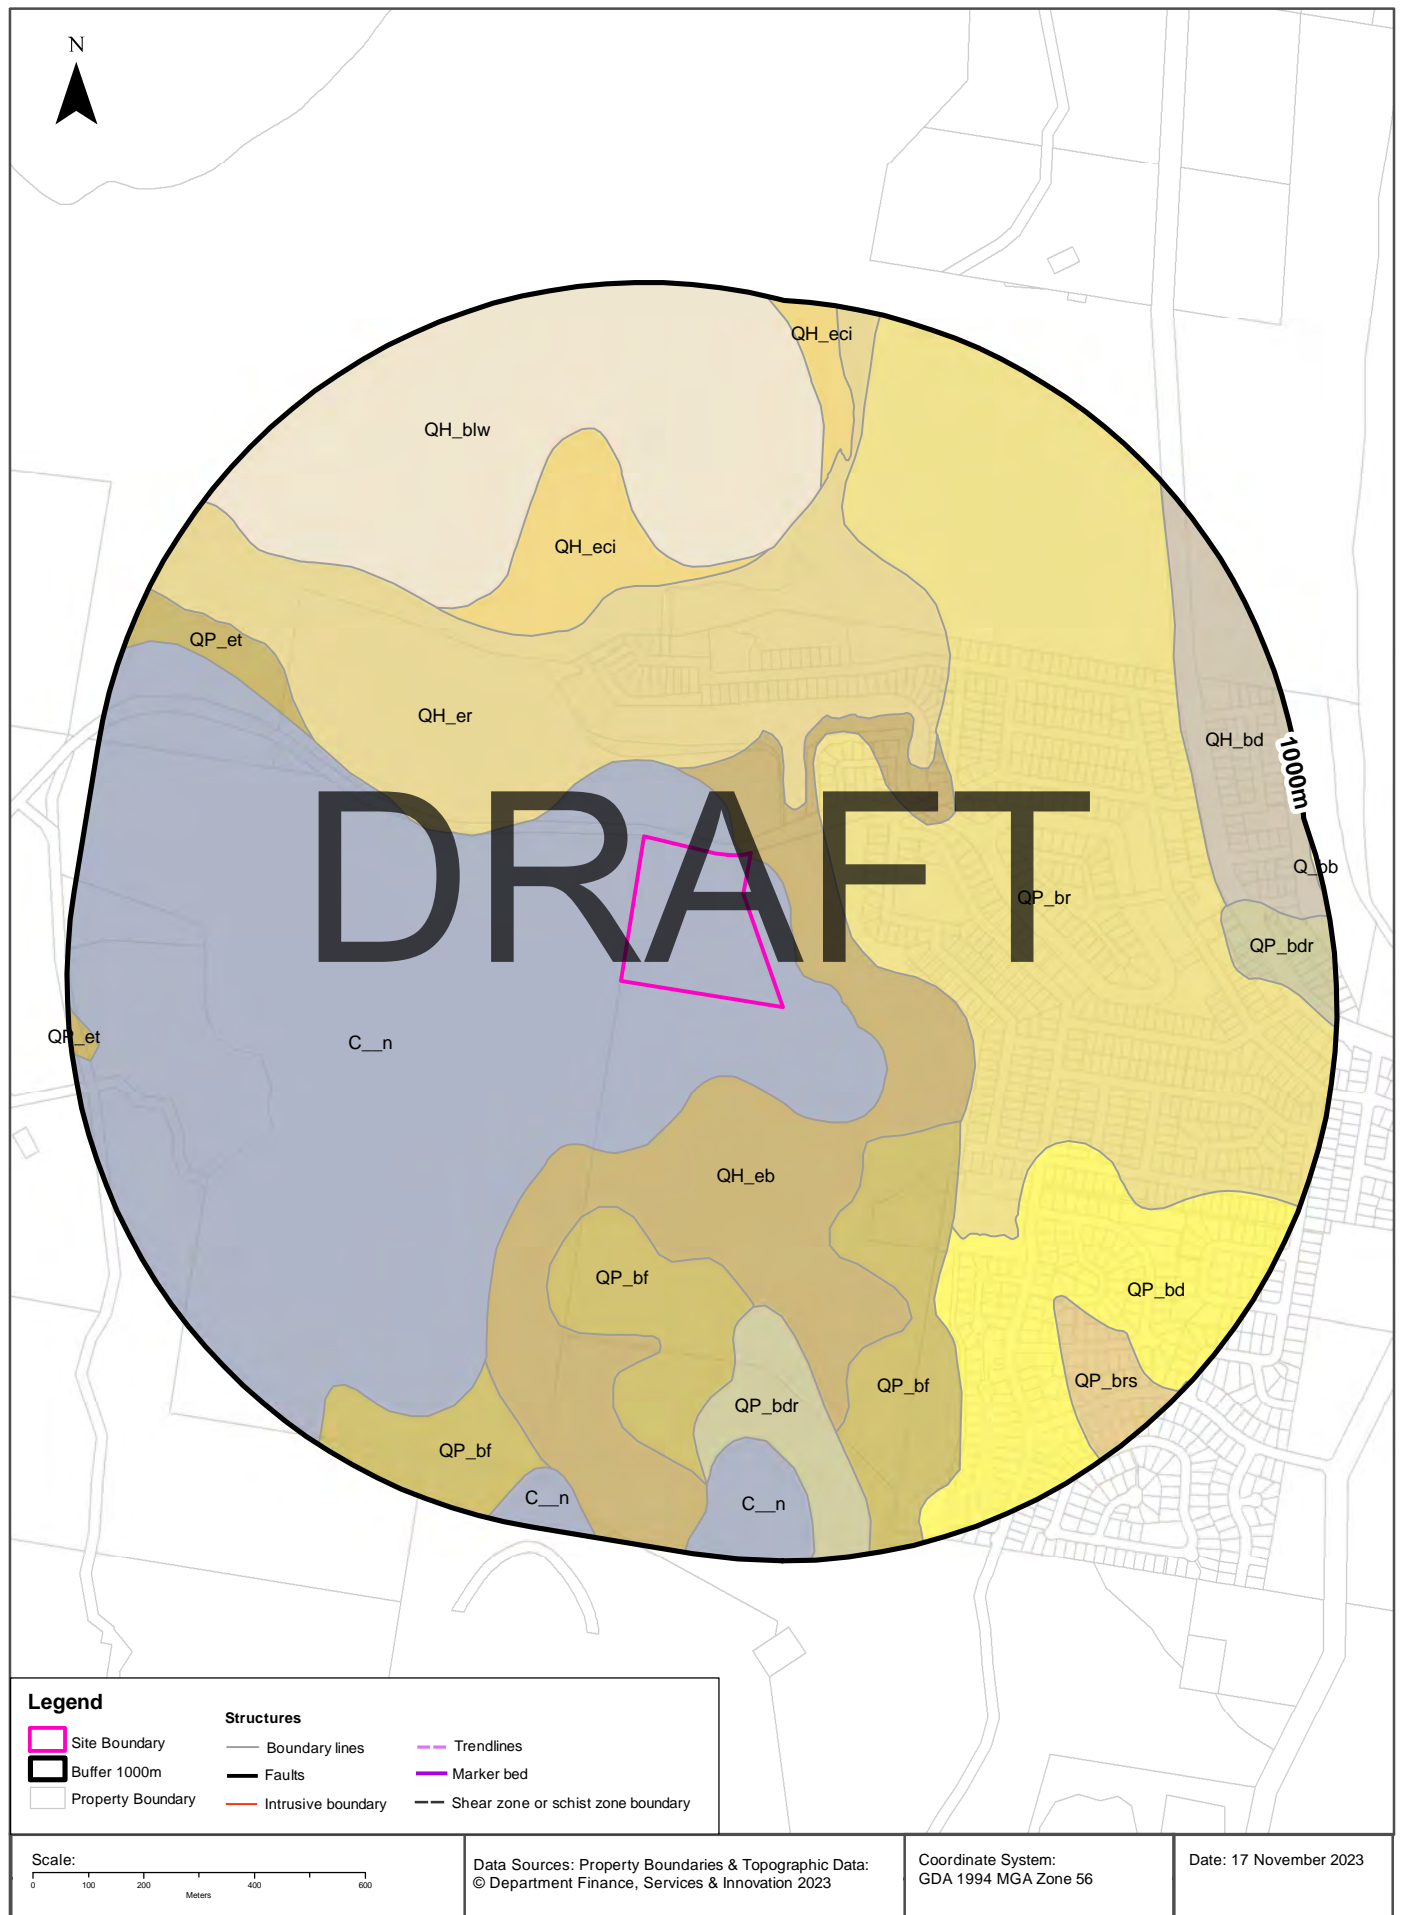 N
QH_eci
QH_blw
QH_eci
QP_et
QH_er
QH_bd
1000m
DRAFT
Q_bb
QP_br
QP_bdr
QP_et
C__n
QH_eb
QP_bf
QP_bd
QP_brs
QP_bf
QP_bdr
QP_bf
C__n
C__n
Legend
Site Boundary
Buffer 1000m
Property Boundary
Structures
Boundary lines
Faults
Intrusive boundary
Trendlines
Marker bed
Shear zone or schist zone boundary
Scale:
0 100 200 400 600
Meters
Data Sources: Property Boundaries & Topographic Data:
© Department Finance, Services & Innovation 2023
Coordinate System:
GDA 1994 MGA Zone 56
Date: 17 November 2023